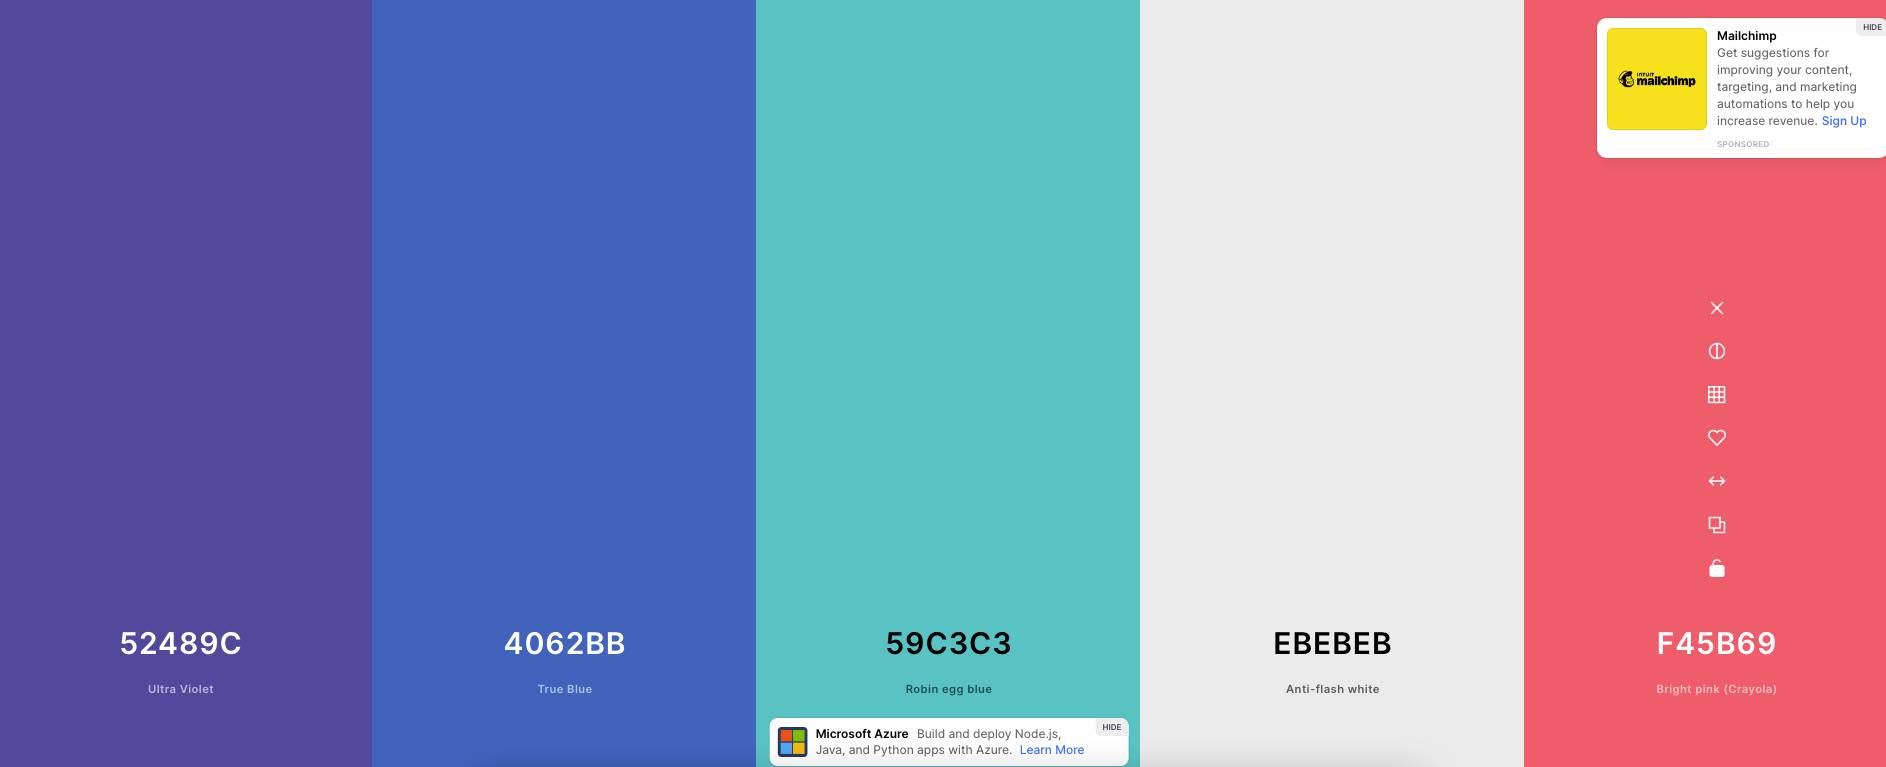 HIDE
Mailchimp
Get suggestions for
improving your content,
targeting, and marketing
automations to help you
increase revenue. Sign Up
SPONSORED
INTUIT
mailchimp
52489C
Ultra Violet
4062BB
True Blue
59C3C3
Robin egg blue
EBEBEB
Anti-flash white
F45B69
Bright pink (Crayola)
HIDE
Microsoft Azure Build and deploy Node.js,
Java, and Python apps with Azure. Learn More